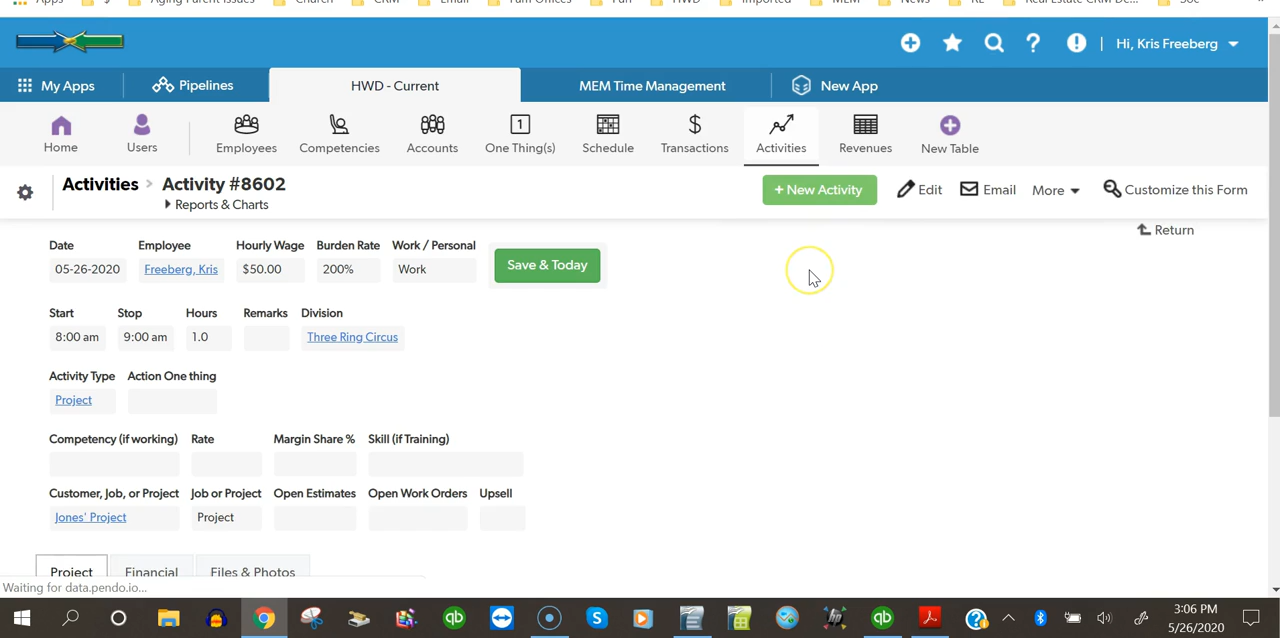 Apps $ Aging Parent Issues Church CRM Email Fam Offices Fun HWD Imported MEM News RE Real Estate CRM De... Soc
Hi, Kris Freeberg
My Apps Pipelines HWD - Current MEM Time Management New App
Home Users Employees Competencies Accounts One Thing(s) Schedule Transactions Activities Revenues New Table
Activities > Activity #8602
+ New Activity Edit Email More Customize this Form
Reports & Charts
Return
Date Employee Hourly Wage Burden Rate Work / Personal
05-26-2020 Freeberg, Kris $50.00 200% Work Save & Today
Start Stop Hours Remarks Division
8:00 am 9:00 am 1.0 Three Ring Circus
Activity Type Action One thing
Project
Competency (if working) Rate Margin Share % Skill (if Training)
Customer, Job, or Project Job or Project Open Estimates Open Work Orders Upsell
Jones' Project Project
Project Financial Files & Photos
Waiting for data.pendo.io...
3:06 PM
5/26/2020